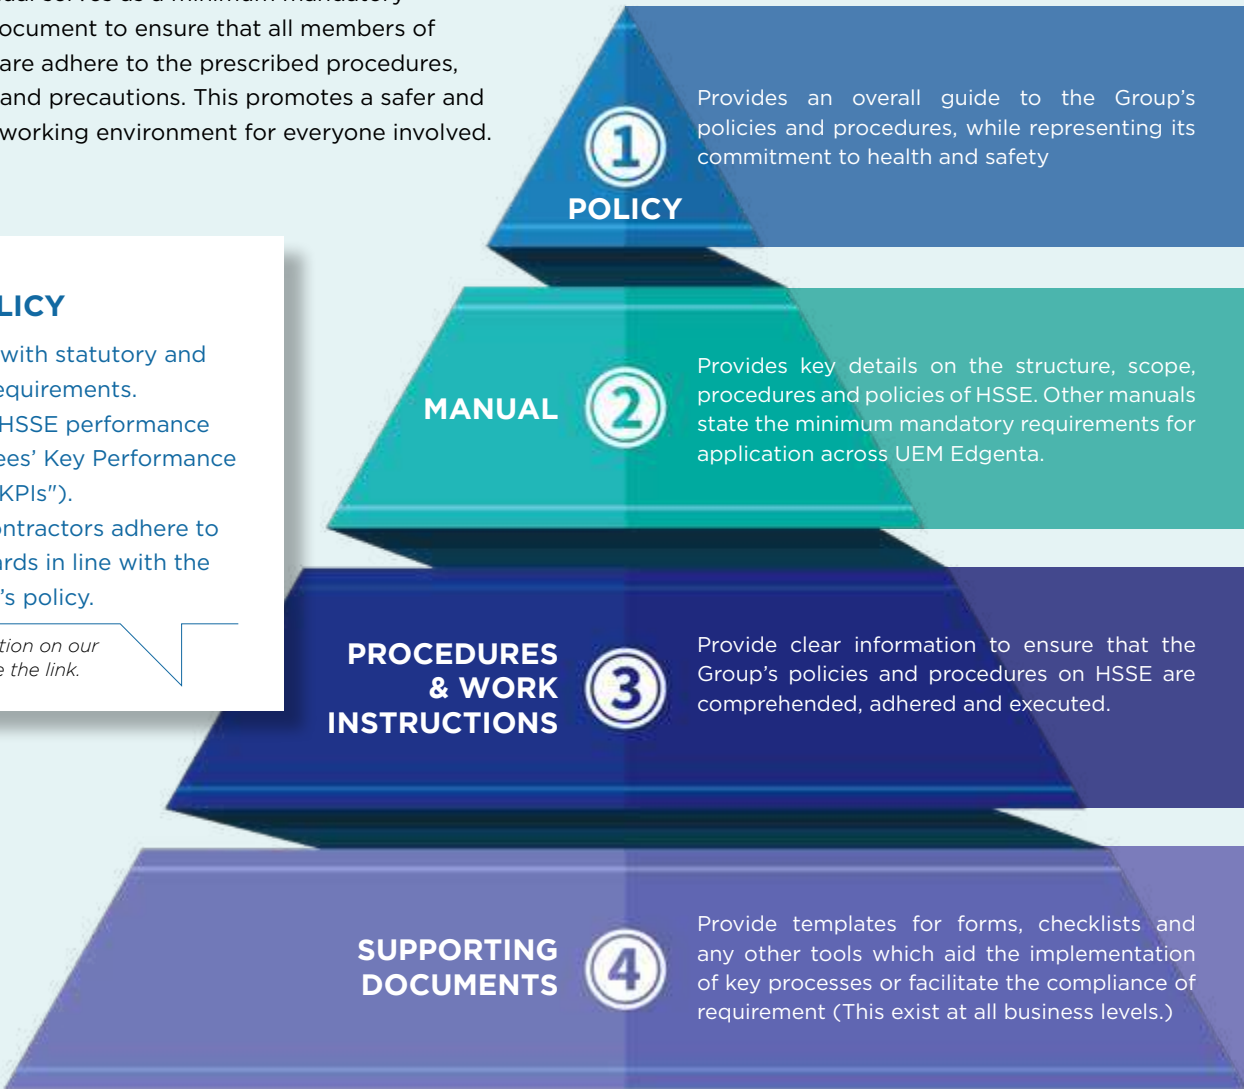 ocument to ensure that all members of
are adhere to the prescribed procedures,
and precautions. This promotes a safer and
working environment for everyone involved.
LICY
with statutory and
equirements.
HSSE performance
ees' Key Performance
KPIs").
ontractors adhere to
ards in line with the
's policy.
tion on our
e the link.
1
POLICY
Provides an overall guide to the Group's
policies and procedures, while representing its
commitment to health and safety
MANUAL
2
Provides key details on the structure, scope,
procedures and policies of HSSE. Other manuals
state the minimum mandatory requirements for
application across UEM Edgenta.
PROCEDURES
& WORK
INSTRUCTIONS
3
Provide clear information to ensure that the
Group's policies and procedures on HSSE are
comprehended, adhered and executed.
SUPPORTING
DOCUMENTS
4
Provide templates for forms, checklists and
any other tools which aid the implementation
of key processes or facilitate the compliance of
requirement (This exist at all business levels.)